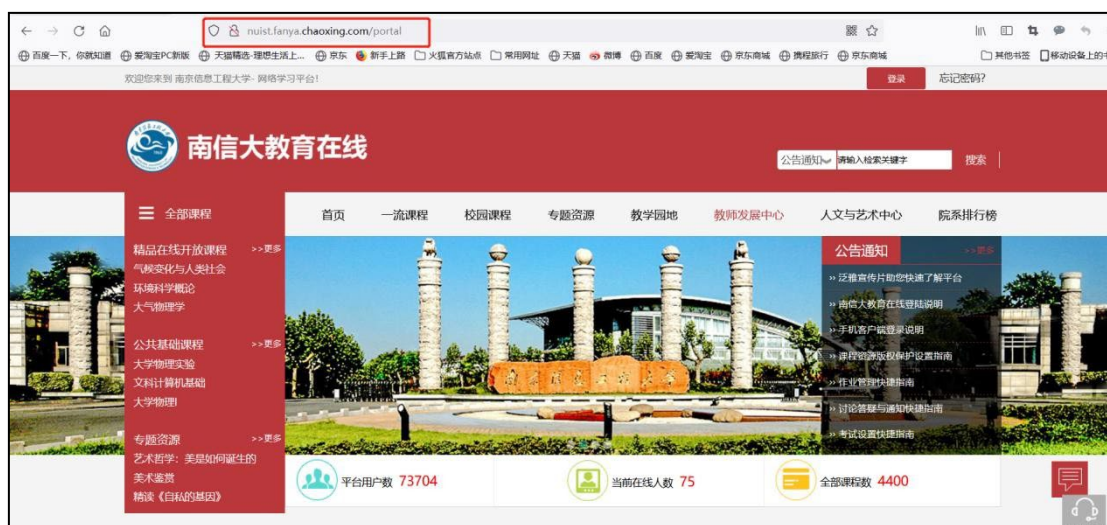 nuist.fanya.chaoxing.com/portal
百度一下，你就知道 爱淘宝PC新版 天猫精选-理想生活上... 京东 新手上路 火狐官方站点 常用网址 天猫 微博 百度 爱淘宝 京东商城 携程旅行 京东商城 其他书签 移动设备上的书
欢迎您来到 南京信息工程大学- 网络学习平台! 登录 忘记密码?
南信大教育在线
公告通知 请输入检索关键字 搜索
全部课程 首页 一流课程 校园课程 专题资源 教学园地 教师发展中心 人文与艺术中心 院系排行榜
精品在线开放课程 >>更多
气候变化与人类社会
环境科学概论
大气物理学
公共基础课程 >>更多
大学物理实验
文科计算机基础
大学物理I
专题资源 >>更多
艺术哲学：美是如何诞生的
美术鉴赏
精读《自私的基因》
公告通知 >>更多
›› 泛雅宣传片助您快速了解平台
›› 南信大教育在线登陆说明
›› 手机客户端登录说明
›› 课程资源版权保护设置指南
›› 作业管理快捷指南
›› 讨论答疑与通知快捷指南
›› 考试设置快捷指南
平台用户数 73704 当前在线人数 75 全部课程数 4400